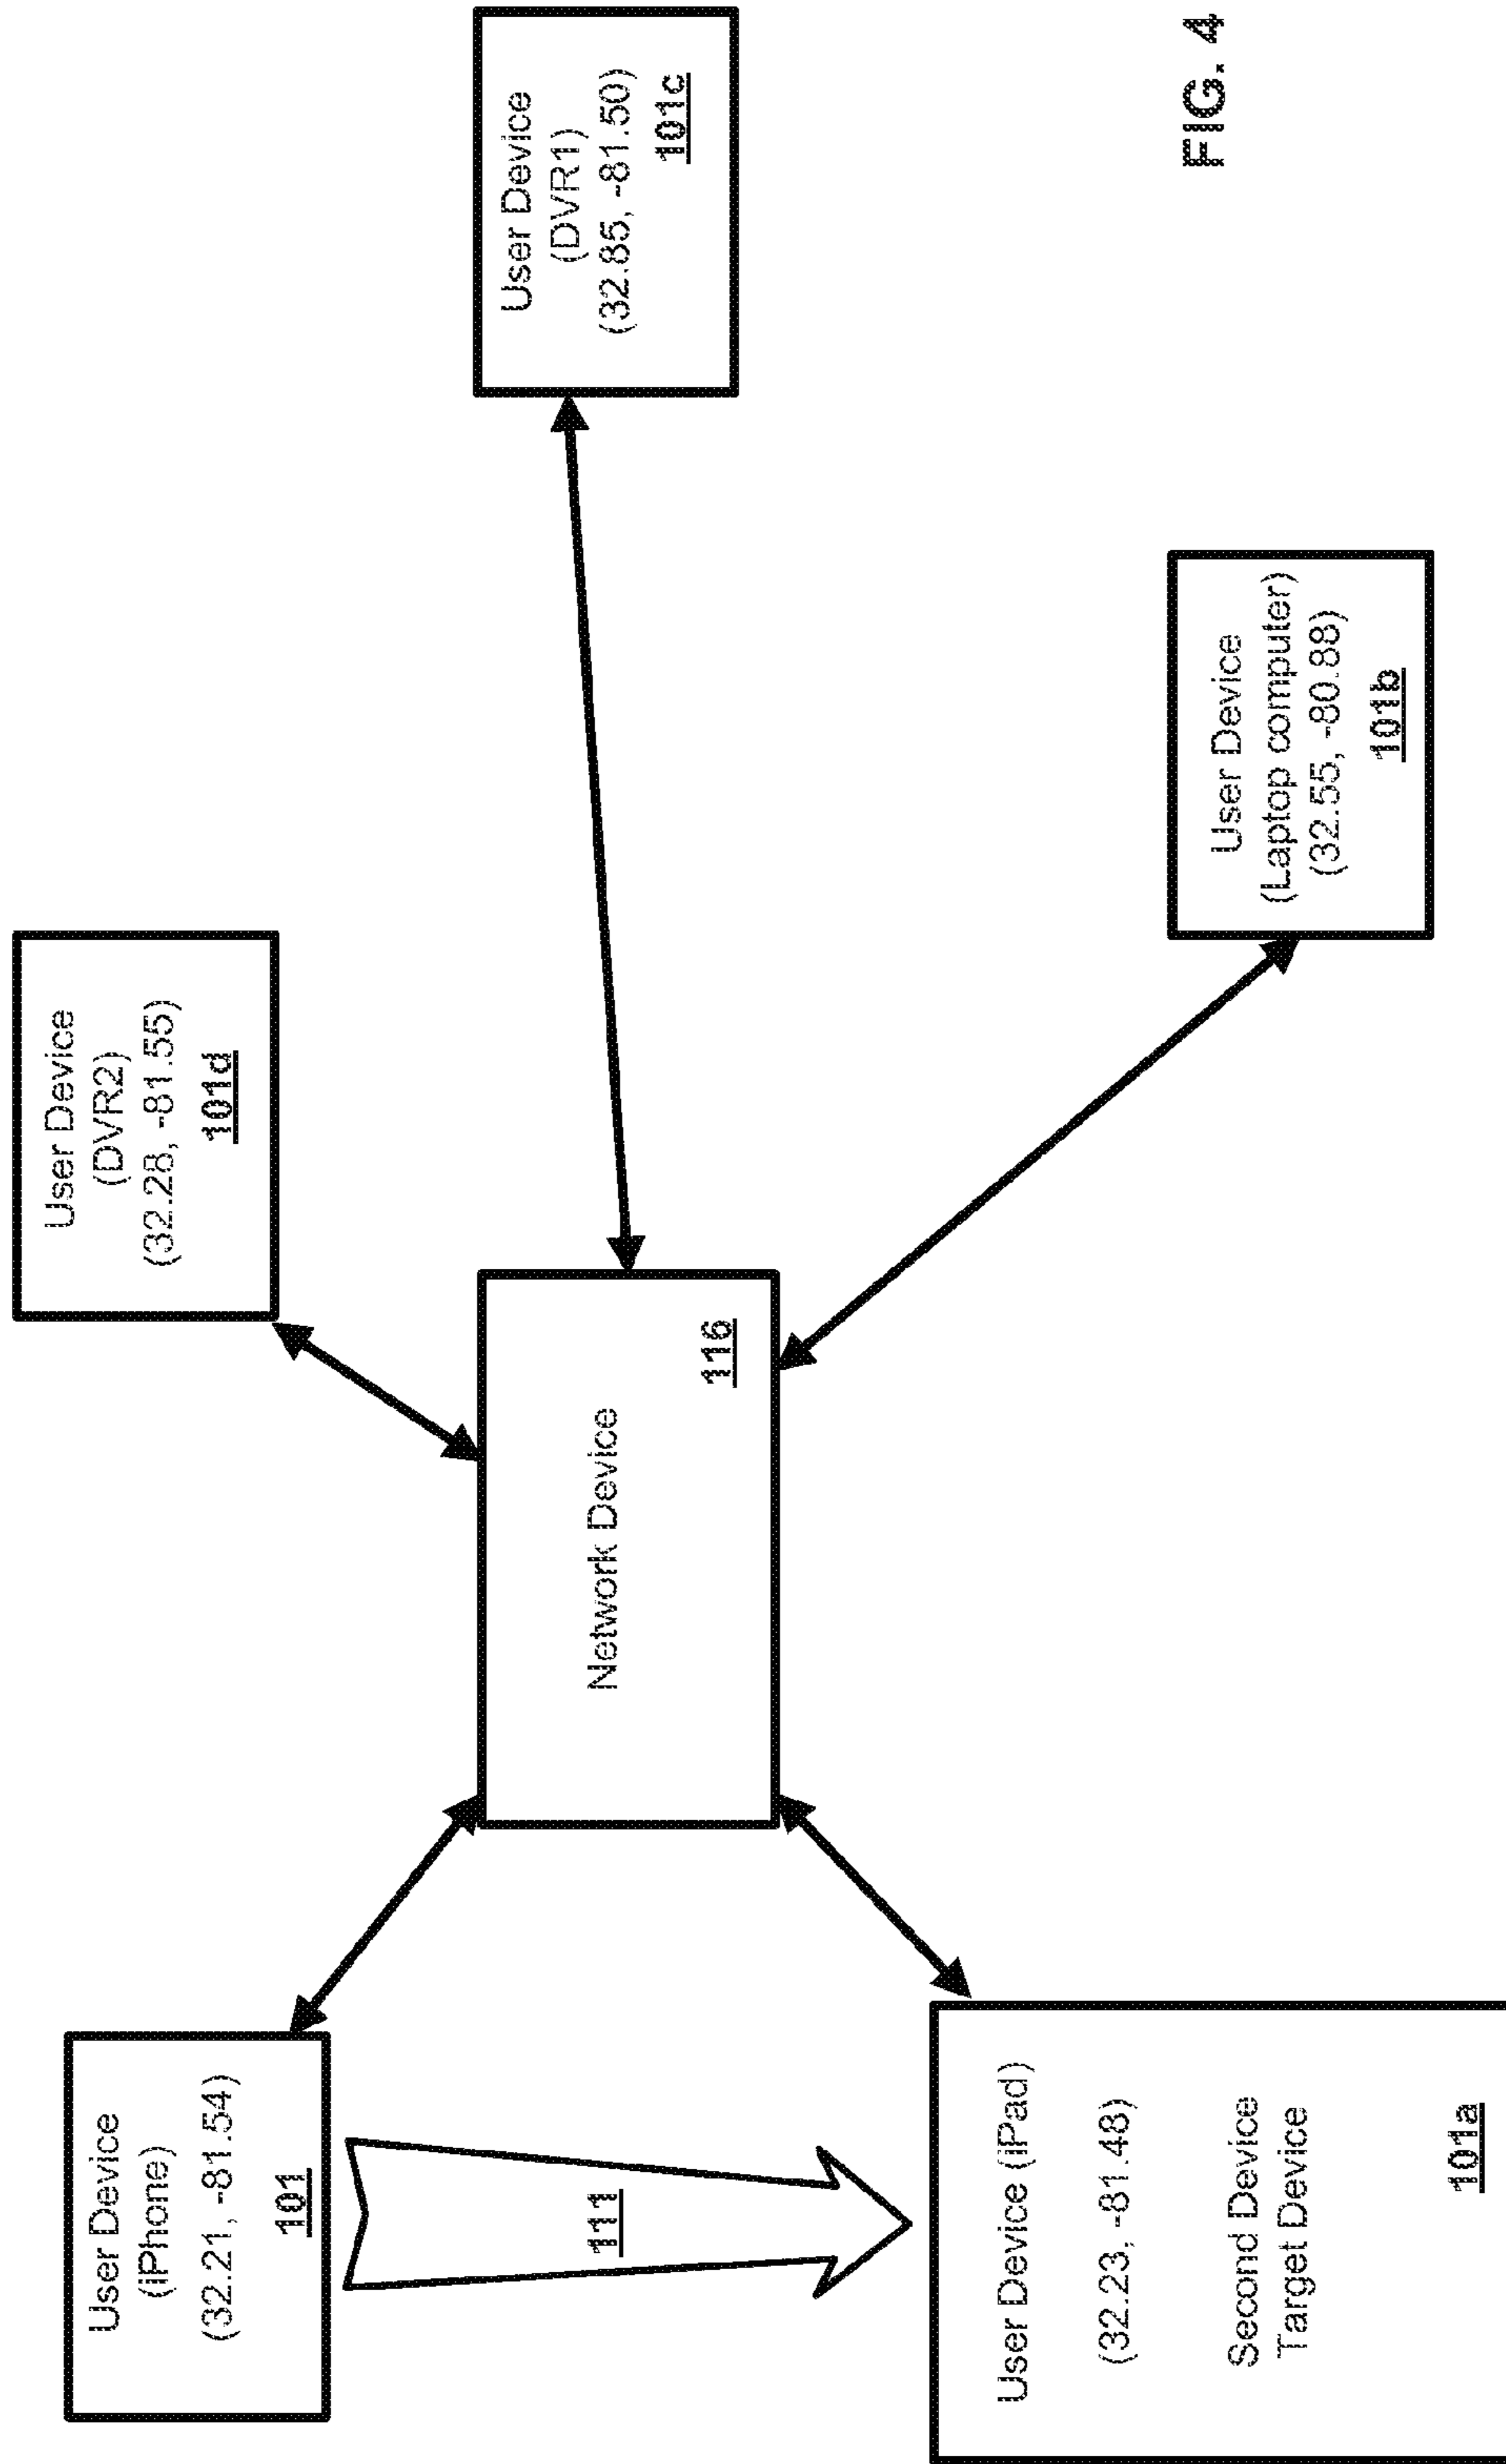 User Device
(iPhone)
(32.21, -81.54)
101
111
User Device (iPad)
(32.23, -81.48)
Second Device
Target Device
101a
Network Device
116
User Device
(DVR2)
(32.28, -81.55)
101d
User Device
(DVR1)
(32.85, -81.50)
101c
User Device
(Laptop computer)
(32.55, -80.88)
101b
FIG. 4